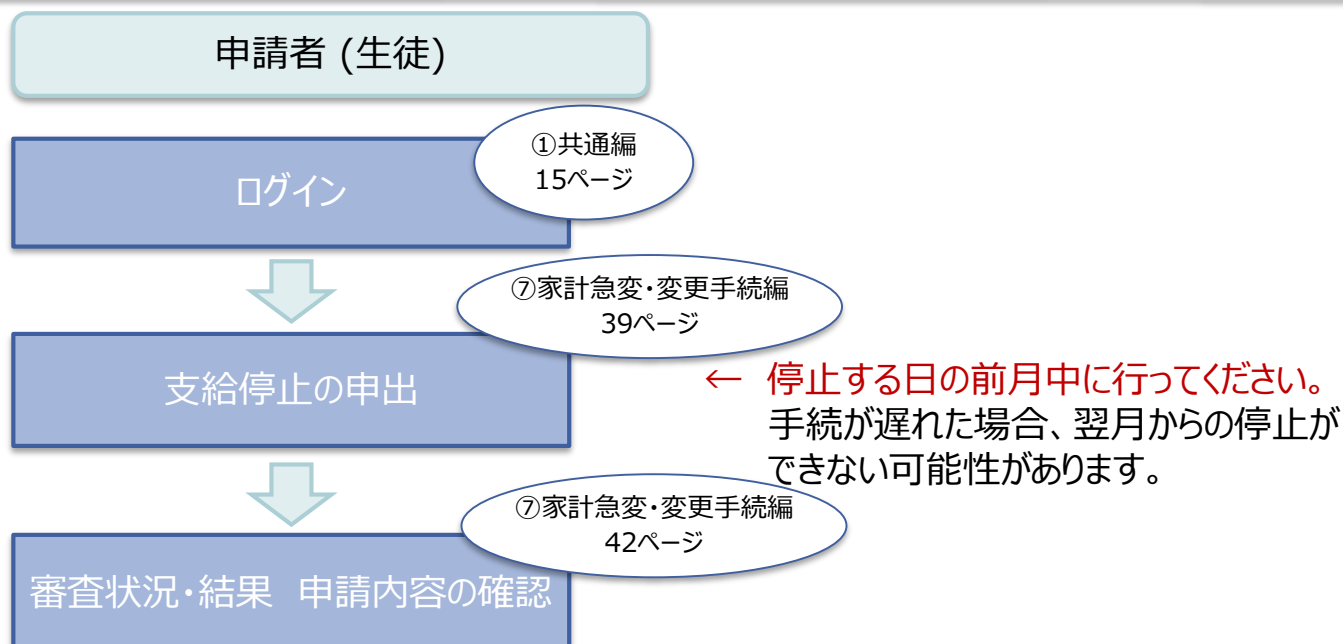 申請者 (生徒)
①共通編
15ページ
ログイン
⑦家計急変・変更手続編
39ページ
支給停止の申出
← 停止する日の前月中に行ってください。
手続が遅れた場合、翌月からの停止が
できない可能性があります。
⑦家計急変・変更手続編
42ページ
審査状況・結果　申請内容の確認